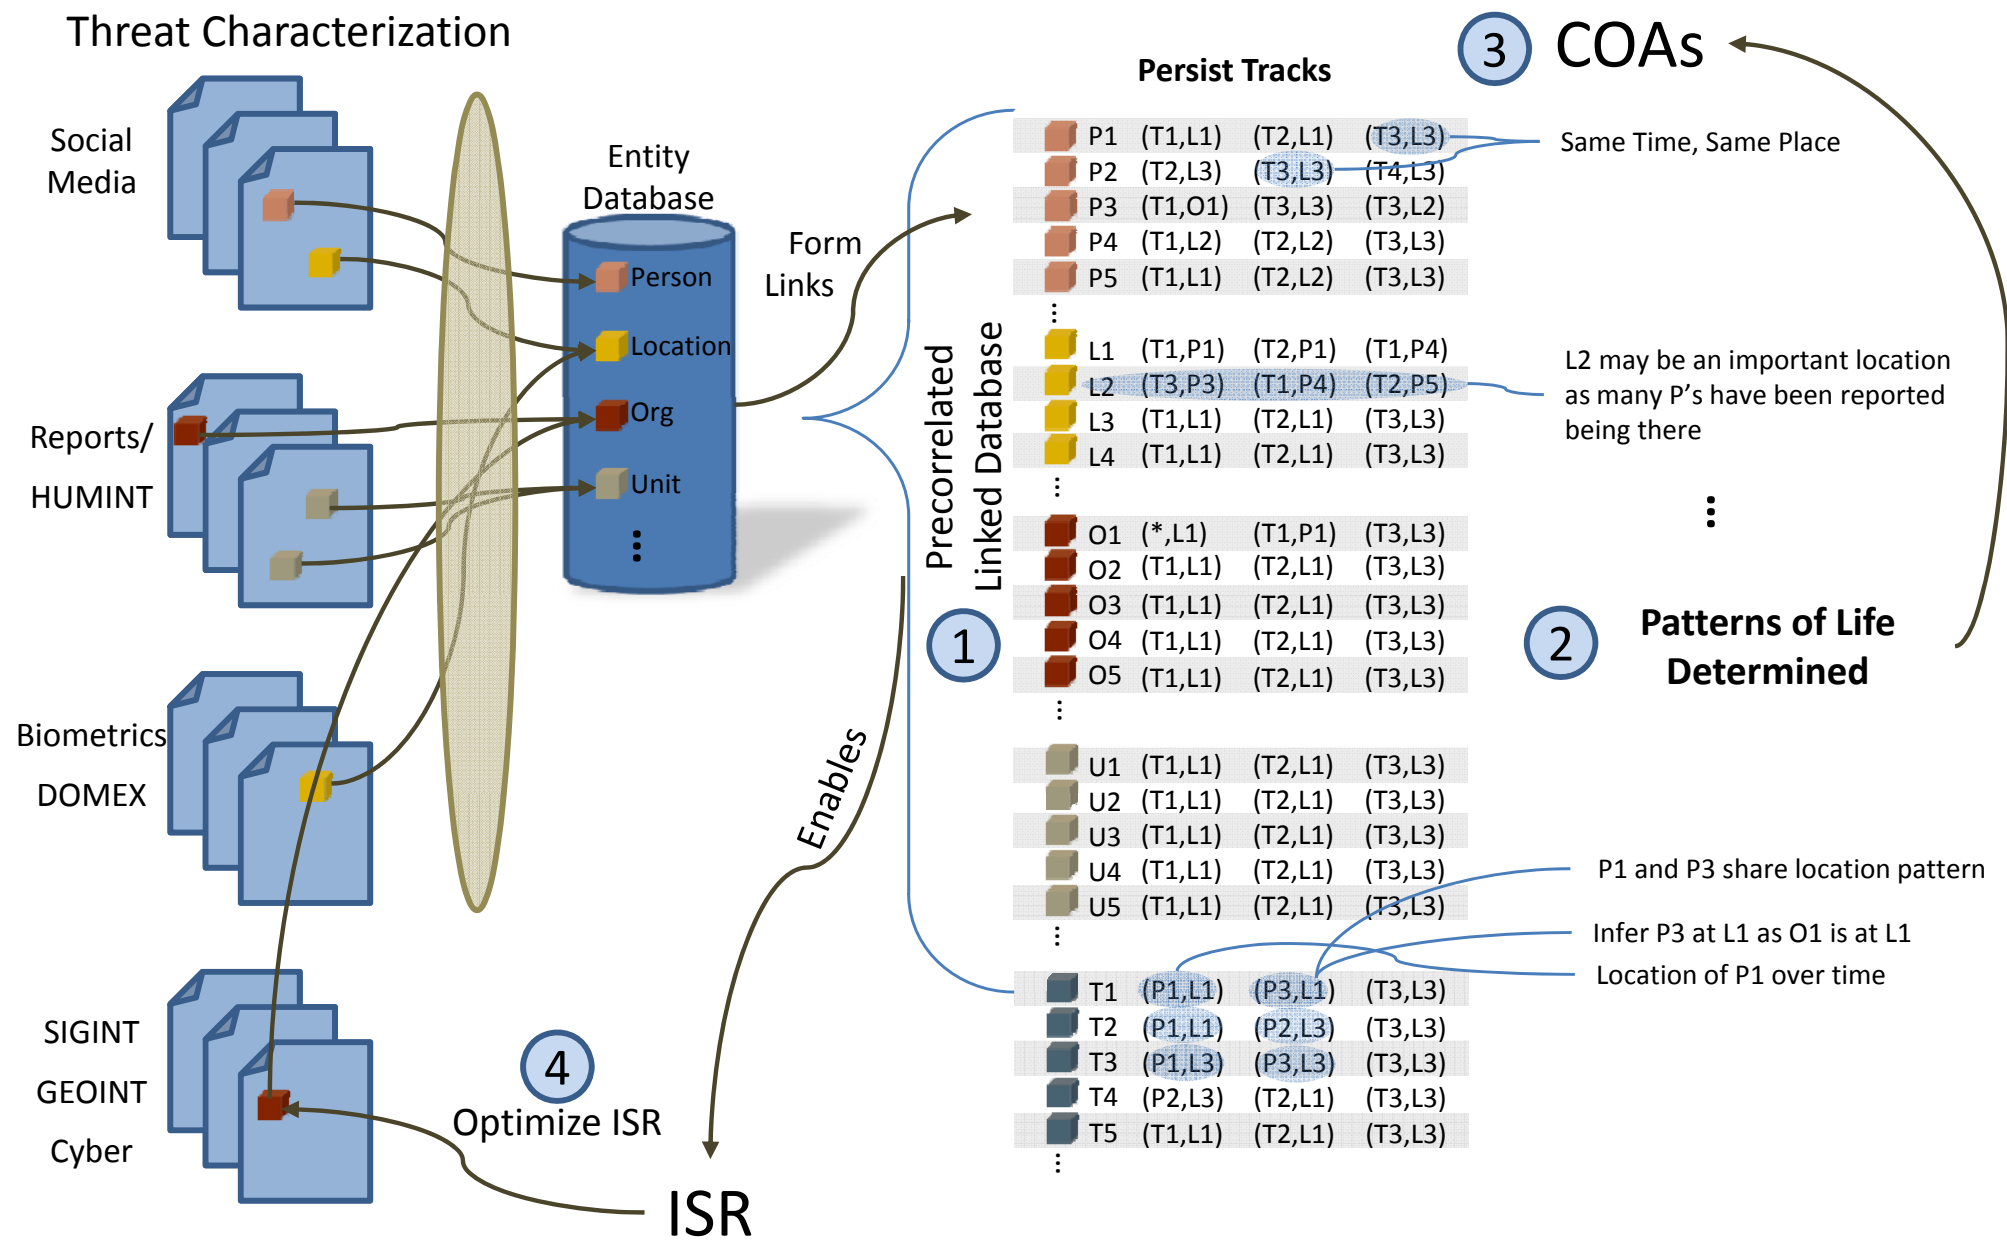 Threat Characterization
Social
Media
Reports/
HUMINT
Biometrics
DOMEX
SIGINT
GEOINT
Cyber
Entity
Database
Person
Location
Org
Unit
...
Form
Links
Enables
4
Optimize ISR
ISR
Precorrelated
Linked Database
1
Persist Tracks
P1 (T1,L1) (T2,L1) (T3,L3)
P2 (T2,L3) (T3,L3) (T4,L3)
P3 (T1,O1) (T3,L3) (T3,L2)
P4 (T1,L2) (T2,L2) (T3,L3)
P5 (T1,L1) (T2,L2) (T3,L3)
...
L1 (T1,P1) (T2,P1) (T1,P4)
L2 (T3,P3) (T1,P4) (T2,P5)
L3 (T1,L1) (T2,L1) (T3,L3)
L4 (T1,L1) (T2,L1) (T3,L3)
...
O1 (*,L1) (T1,P1) (T3,L3)
O2 (T1,L1) (T2,L1) (T3,L3)
O3 (T1,L1) (T2,L1) (T3,L3)
O4 (T1,L1) (T2,L1) (T3,L3)
O5 (T1,L1) (T2,L1) (T3,L3)
...
U1 (T1,L1) (T2,L1) (T3,L3)
U2 (T1,L1) (T2,L1) (T3,L3)
U3 (T1,L1) (T2,L1) (T3,L3)
U4 (T1,L1) (T2,L1) (T3,L3)
U5 (T1,L1) (T2,L1) (T3,L3)
...
T1 (P1,L1) (P3,L1) (T3,L3)
T2 (P1,L1) (P2,L3) (T3,L3)
T3 (P1,L3) (P3,L3) (T3,L3)
T4 (P2,L3) (T2,L1) (T3,L3)
T5 (T1,L1) (T2,L1) (T3,L3)
...
3
COAs
Same Time, Same Place
L2 may be an important location
as many P's have been reported
being there
...
2
Patterns of Life
Determined
P1 and P3 share location pattern
Infer P3 at L1 as O1 is at L1
Location of P1 over time